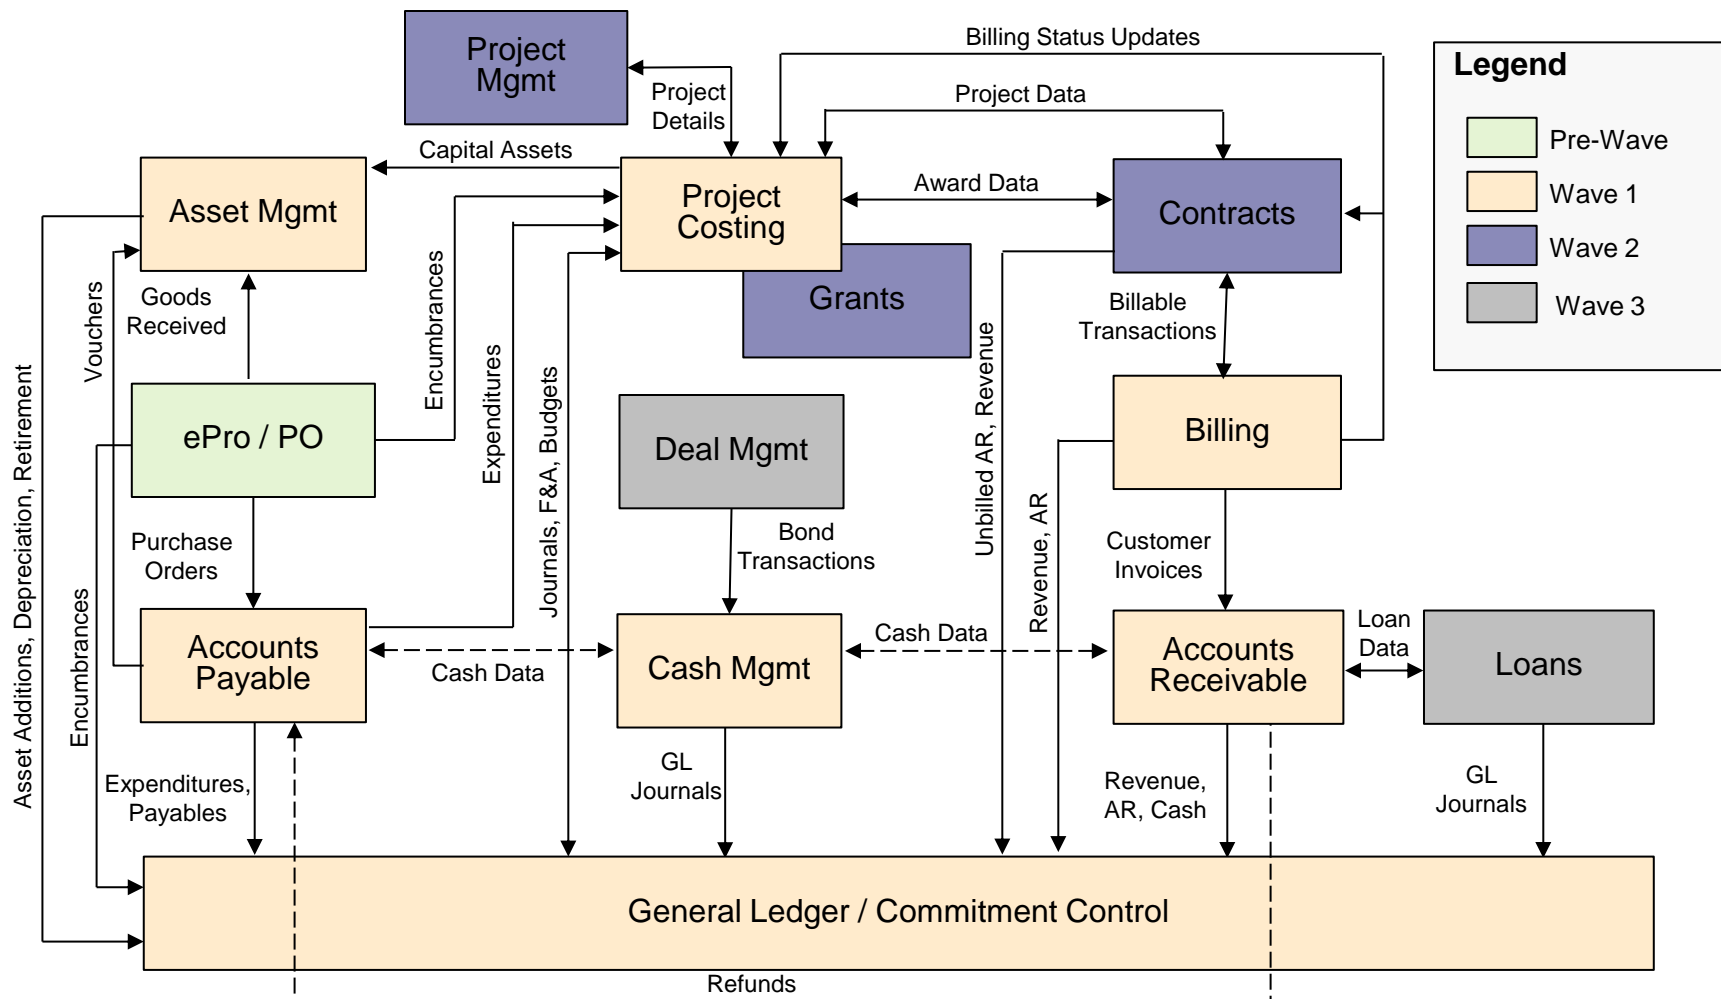 Billing Status Updates
Project
Mgmt
Legend
Project
Details
Project Data
Pre-Wave
Capital Assets
Asset Mgmt
Project
Costing
Award Data
Contracts
Wave 1
Wave 2
Wave 3
Grants
Goods
Received
Vouchers
Encumbrances
Expenditures
Journals, F&A, Budgets
Billable
Transactions
Unbilled AR, Revenue
Revenue, AR
ePro / PO
Deal Mgmt
Billing
Asset Additions, Depreciation, Retirement
Encumbrances
Purchase
Orders
Bond
Transactions
Customer
Invoices
Accounts
Payable
Cash Data
Cash Mgmt
Cash Data
Accounts
Receivable
Loan
Data
Loans
Expenditures,
Payables
GL
Journals
Revenue,
AR, Cash
GL
Journals
General Ledger / Commitment Control
Refunds